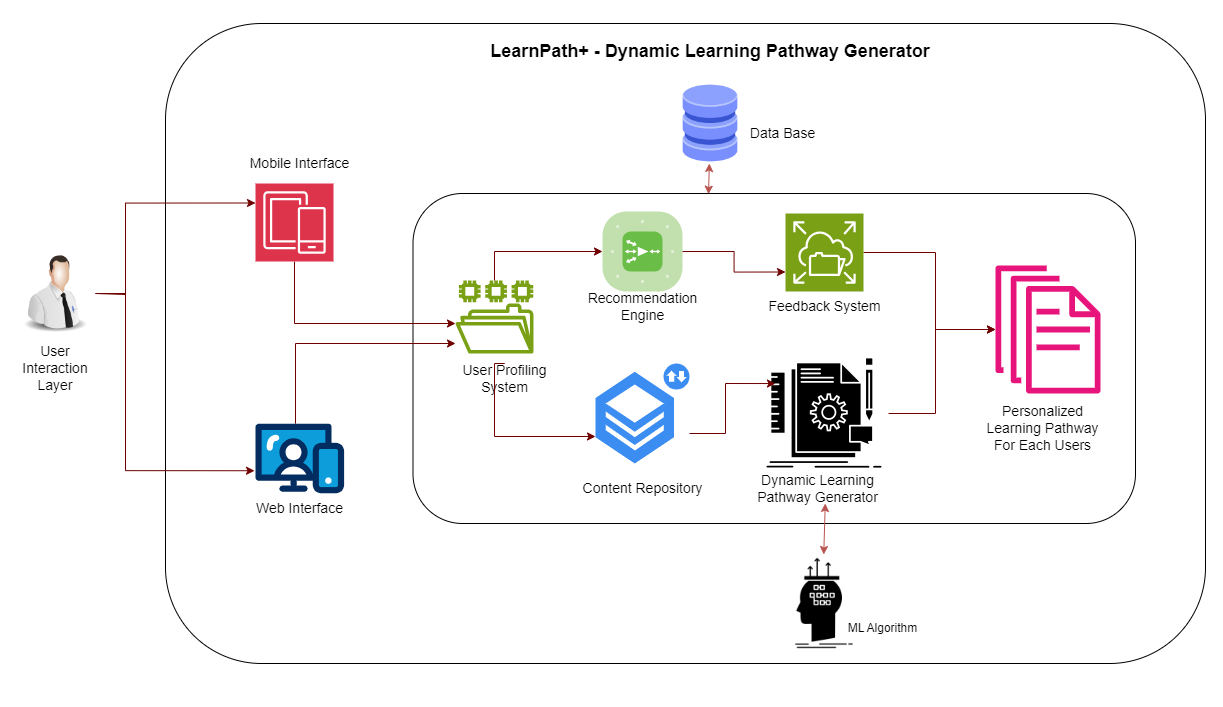 LearnPath+ - Dynamic Learning Pathway Generator
Data Base
Mobile Interface
User
Interaction
Layer
Recommendation
Engine
Feedback System
User Profiling
System
Personalized
Learning Pathway
For Each Users
Content Repository
Dynamic Learning
Pathway Generator
Web Interface
ML Algorithm